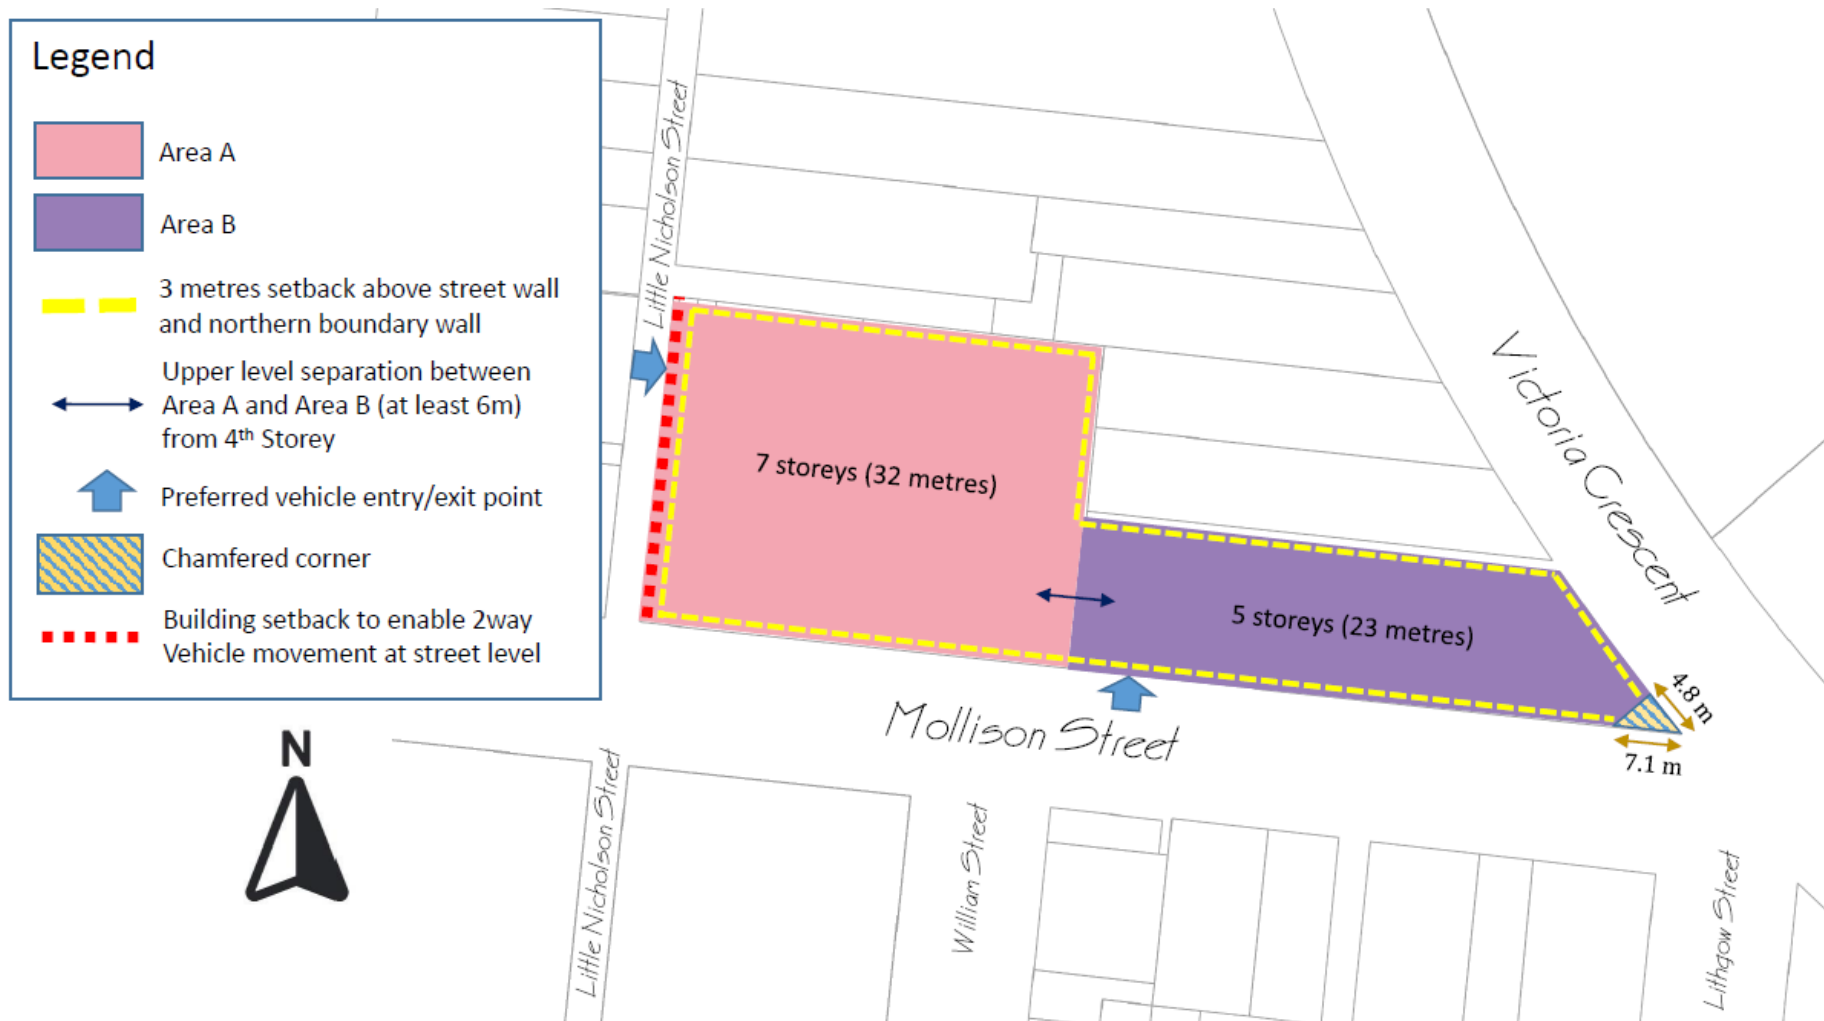 Legend
Area A
Area B
3 metres setback above street wall
and northern boundary wall
Upper level separation between
Area A and Area B (at least 6m)
from 4th Storey
Preferred vehicle entry/exit point
Chamfered corner
Building setback to enable 2way
Vehicle movement at street level
Little Nicholson Street
Victoria Crescent
7 storeys (32 metres)
5 storeys (23 metres)
4.8 m
7.1 m
Mollison Street
N
Little Nicholson Street
William Street
Lithgow Street